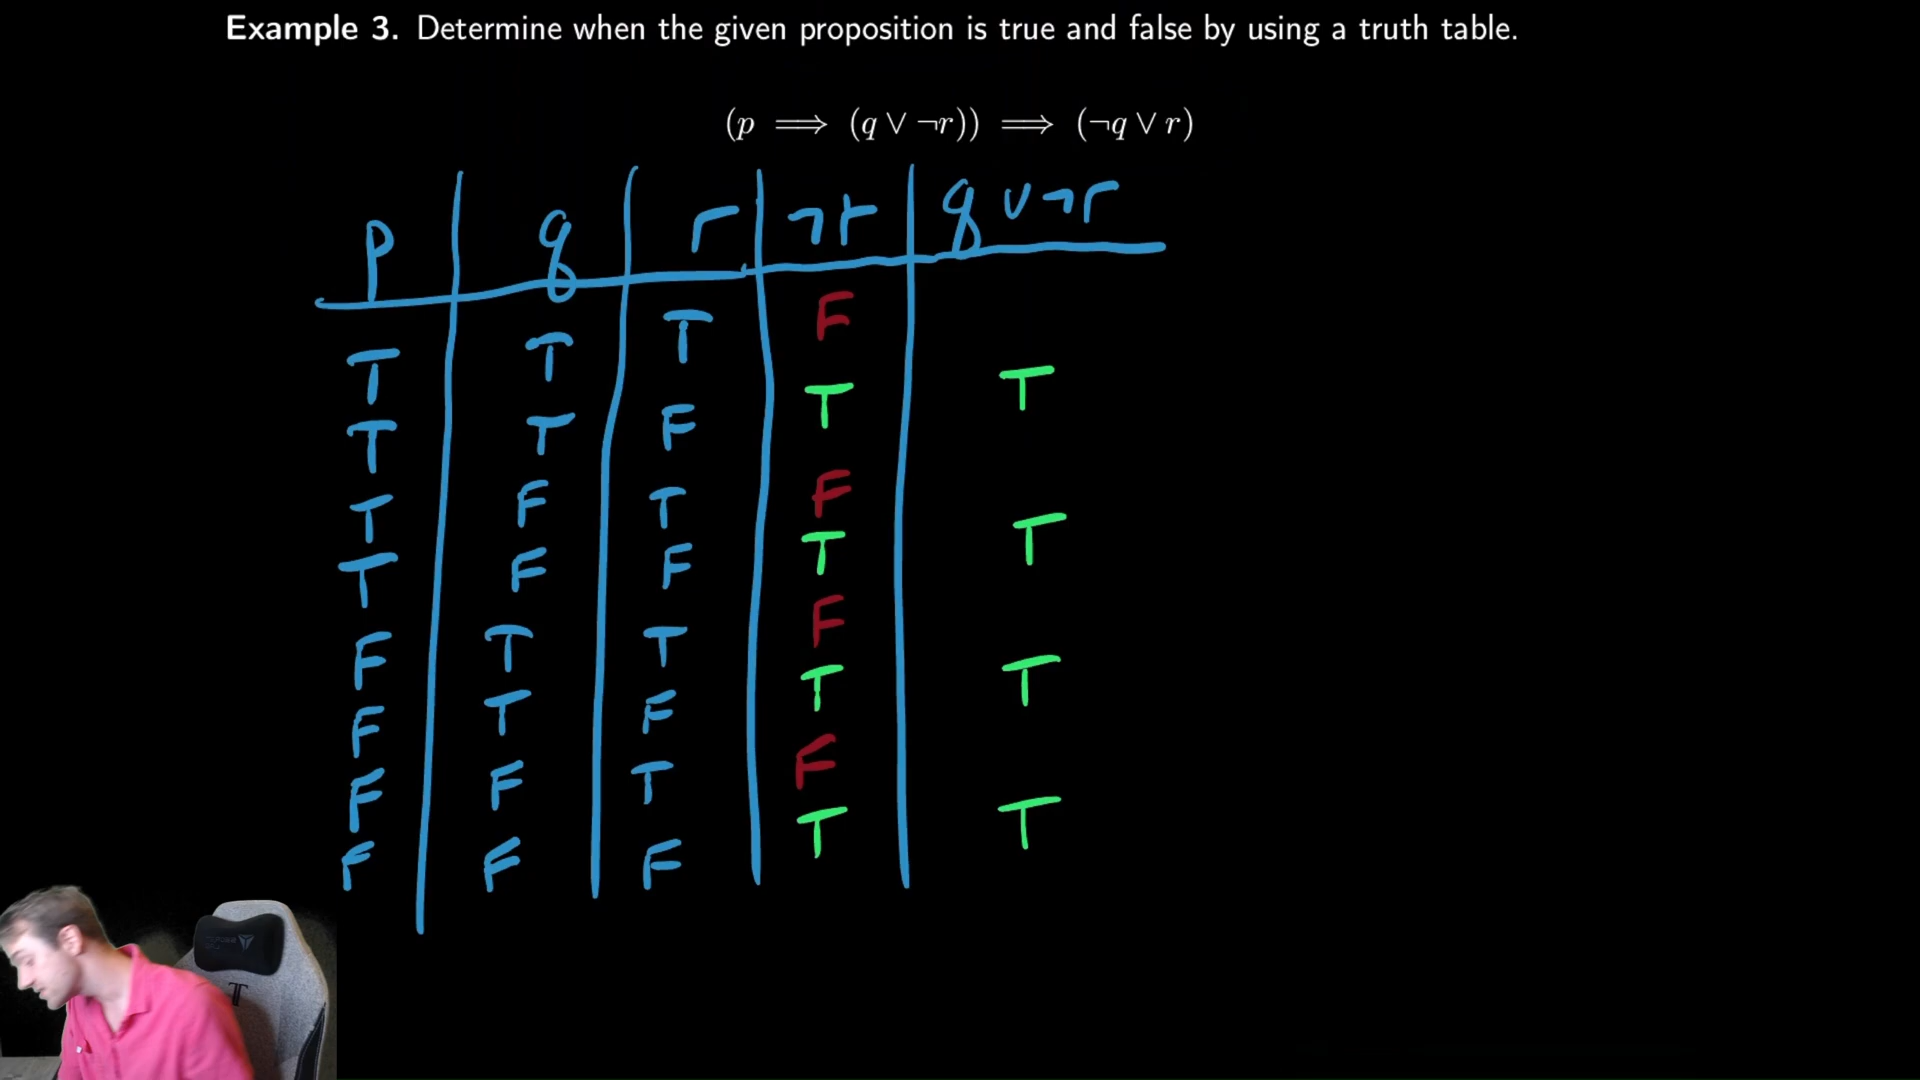 Example 3. Determine when the given proposition is true and false by using a truth table.
(p ⟹ (q ∨ ¬r)) ⟹ (¬q ∨ r)
p q r ¬r q ∨ ¬r
T T T F
T T F T T
T F T F
T F F T T
F T T F
F T F T T
F F T F
F F F T T